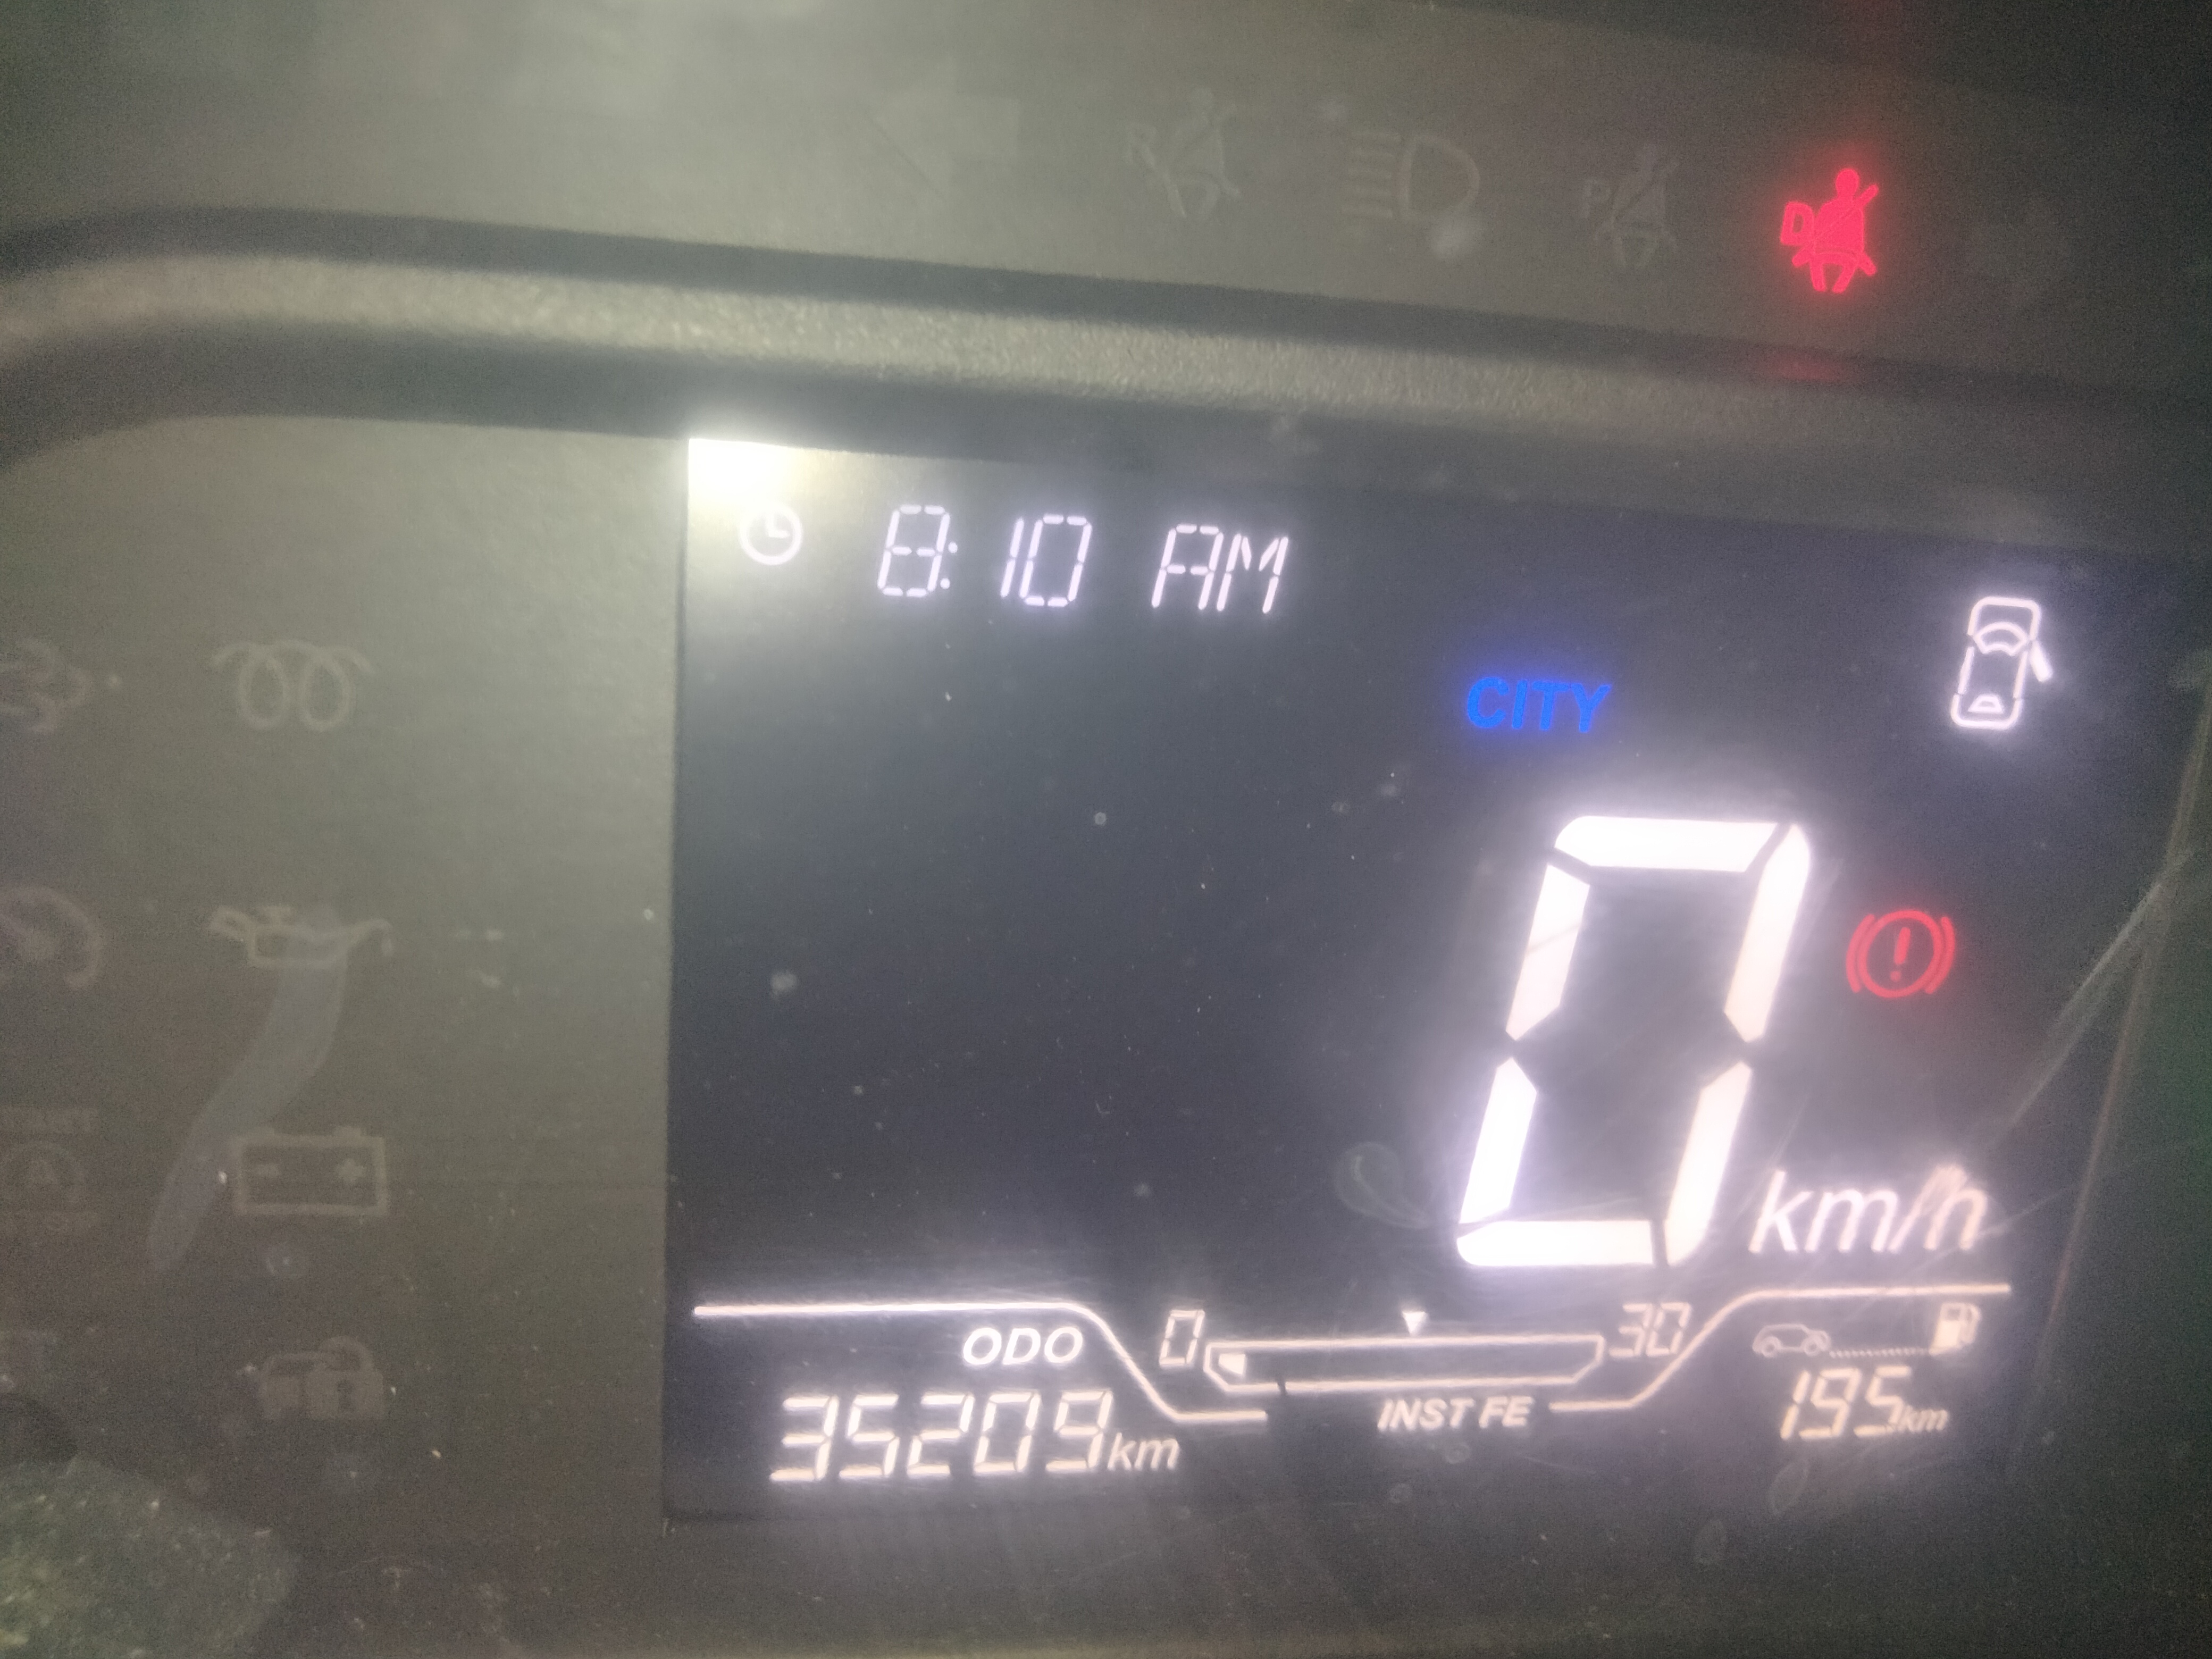 D
8:10 AM
CITY
0
km/h
ODO
0
30
35209km
INST FE
195km